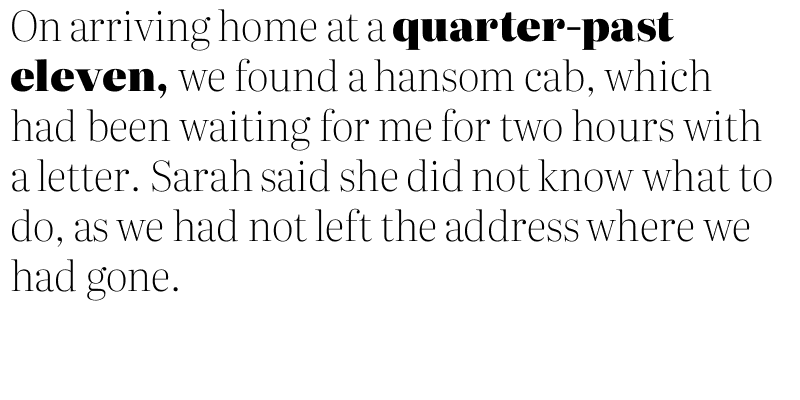 On arriving home at a quarter-past
eleven, we found a hansom cab, which
had been waiting for me for two hours with
a letter. Sarah said she did not know what to
do, as we had not left the address where we
had gone.